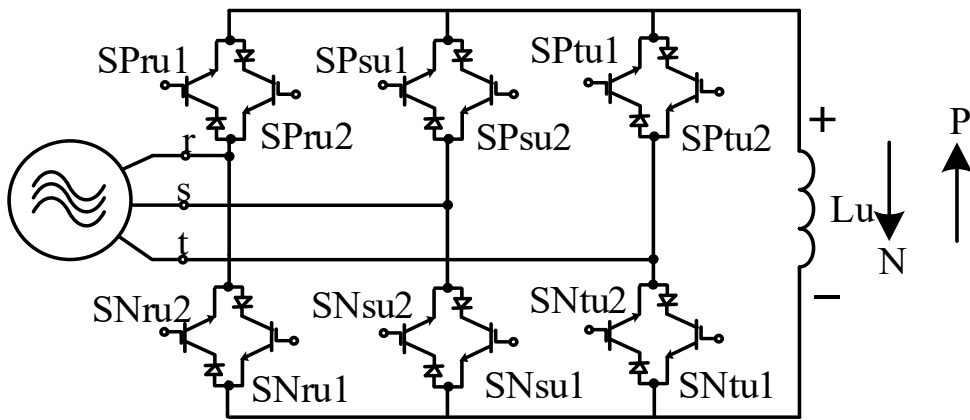 SPru1
SPsu1
SPtu1
SPru2
SPsu2
SPtu2
+
P
r
s
t
Lu
N
−
SNru2
SNsu2
SNtu2
SNru1
SNsu1
SNtu1